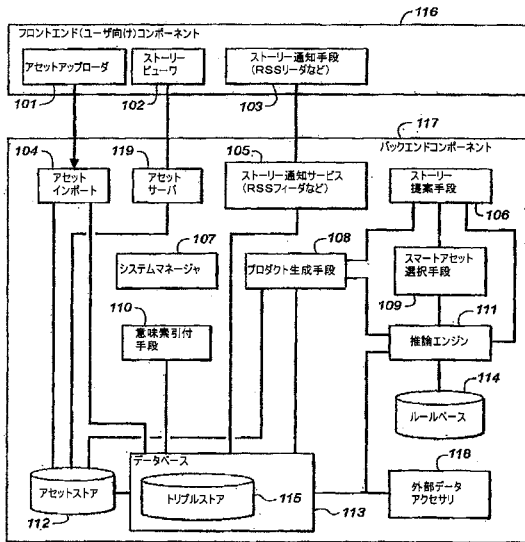 116
フロントエンド(ユーザ向け)コンポーネント
アセットアップローダ
101
ストーリー
ビューワ
102
ストーリー通知手段
(RSSリーダなど)
103
117
バックエンドコンポーネント
104
アセット
インポート
119
アセット
サーバ
105
ストーリー通知サービス
(RSSフィーダなど)
ストーリー
提案手段
106
107
システムマネージャ
108
プロダクト生成手段
スマートアセット
選択手段
109
110
意味索引付
手段
111
推論エンジン
114
ルールベース
データベース
アセットストア
112
トリプルストア
115
113
118
外部データ
アクセサリ